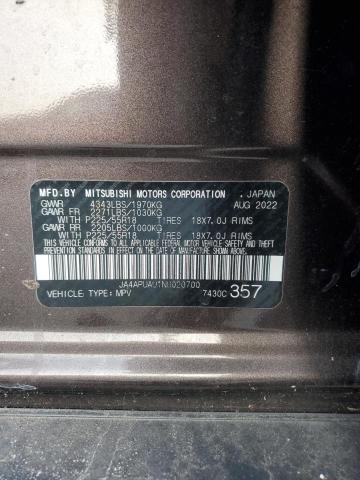 MFD.BY MITSUBISHI MOTORS CORPORATION , JAPAN
GVWR 4343LBS/1970KG AUG 2022
GAWR FR 2271LBS/1030KG
W/ P225/55R18 TIRES 18X7.0J RIMS
GAWR RR 2205LBS/1000KG
W/ P225/55R18 TIRES 18X7.0J RIMS
THIS VEHICLE CONFORMS TO ALL APPLICABLE
FEDERAL MOTOR VEHICLE SAFETY, BUMPER AND
THEFT PREVENTION STANDARDS IN EFFECT ON
THE DATE OF MANUFACTURE SHOWN ABOVE.
JA4APUAU1NU020700
VEHICLE TYPE: MPV 7430C 357